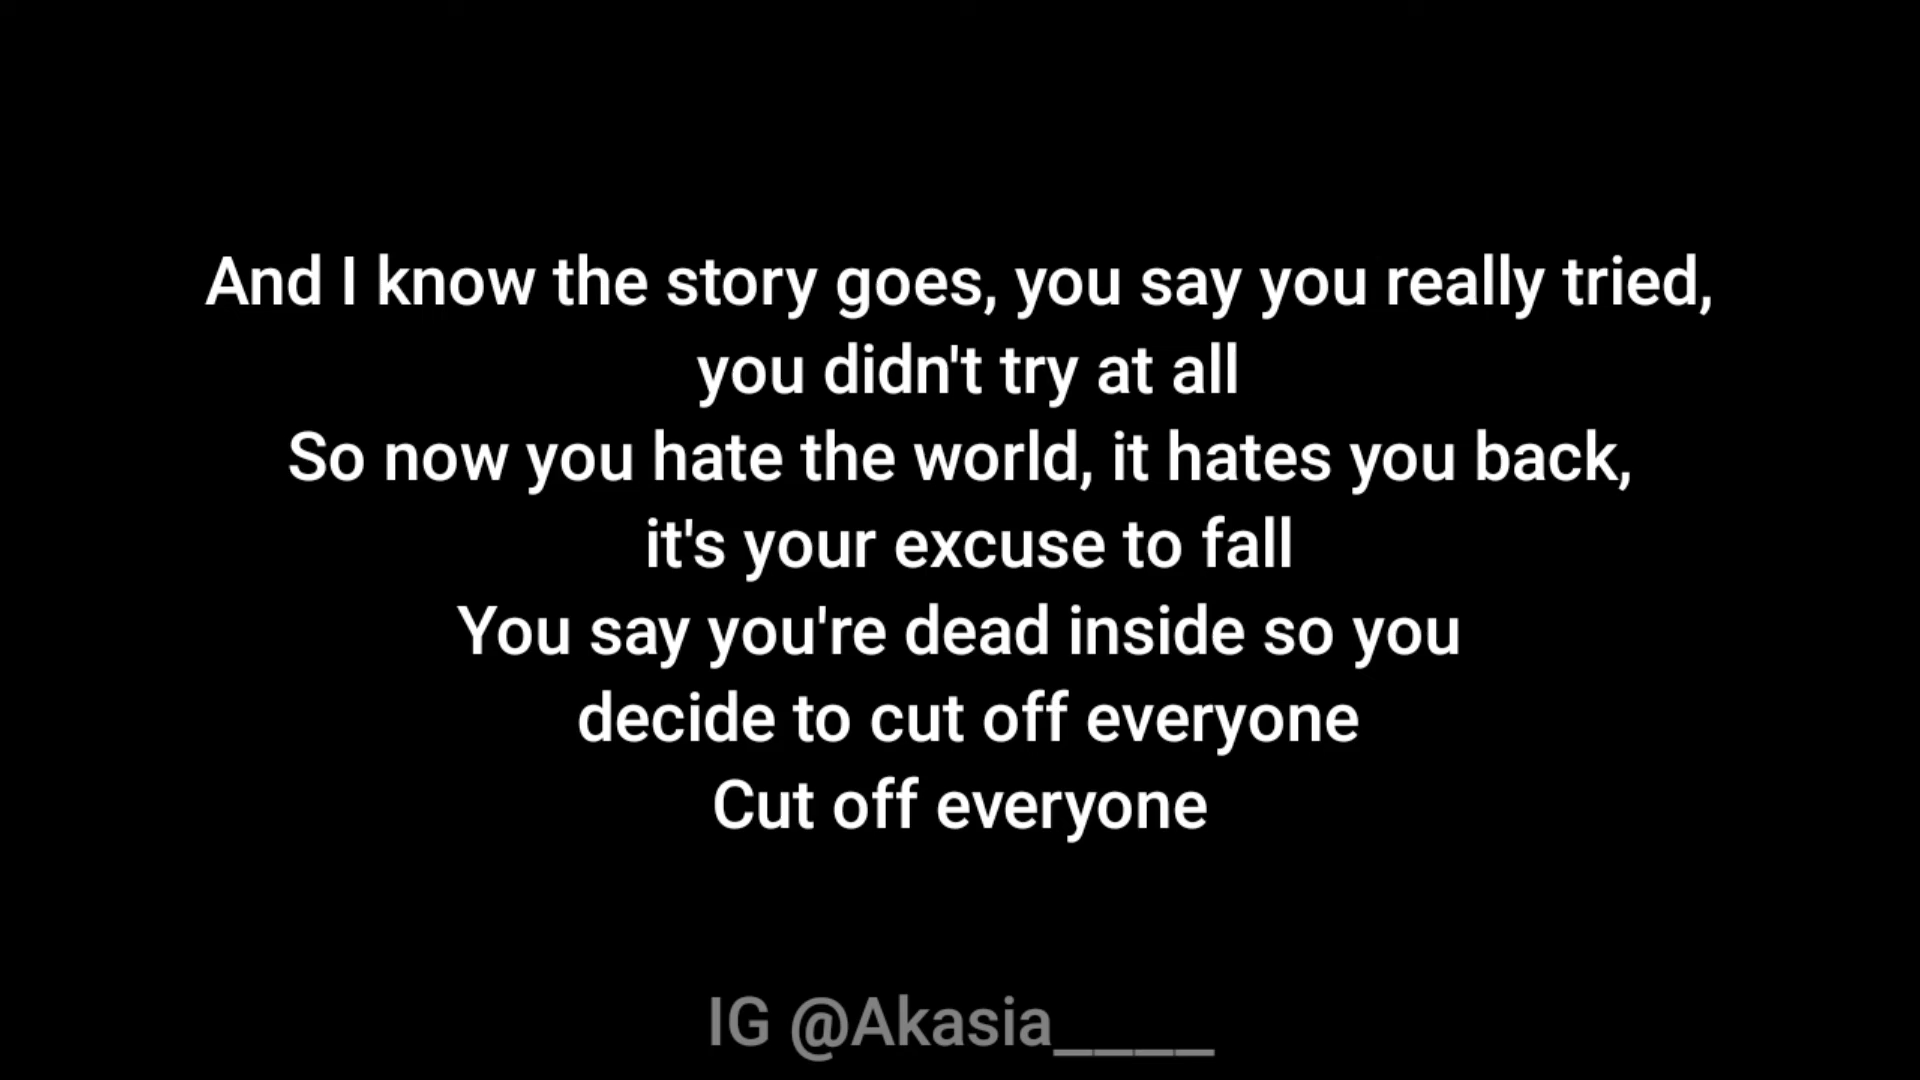 And I know the story goes, you say you really tried,
you didn't try at all
So now you hate the world, it hates you back,
it's your excuse to fall
You say you're dead inside so you
decide to cut off everyone
Cut off everyone
IG @Akasia____